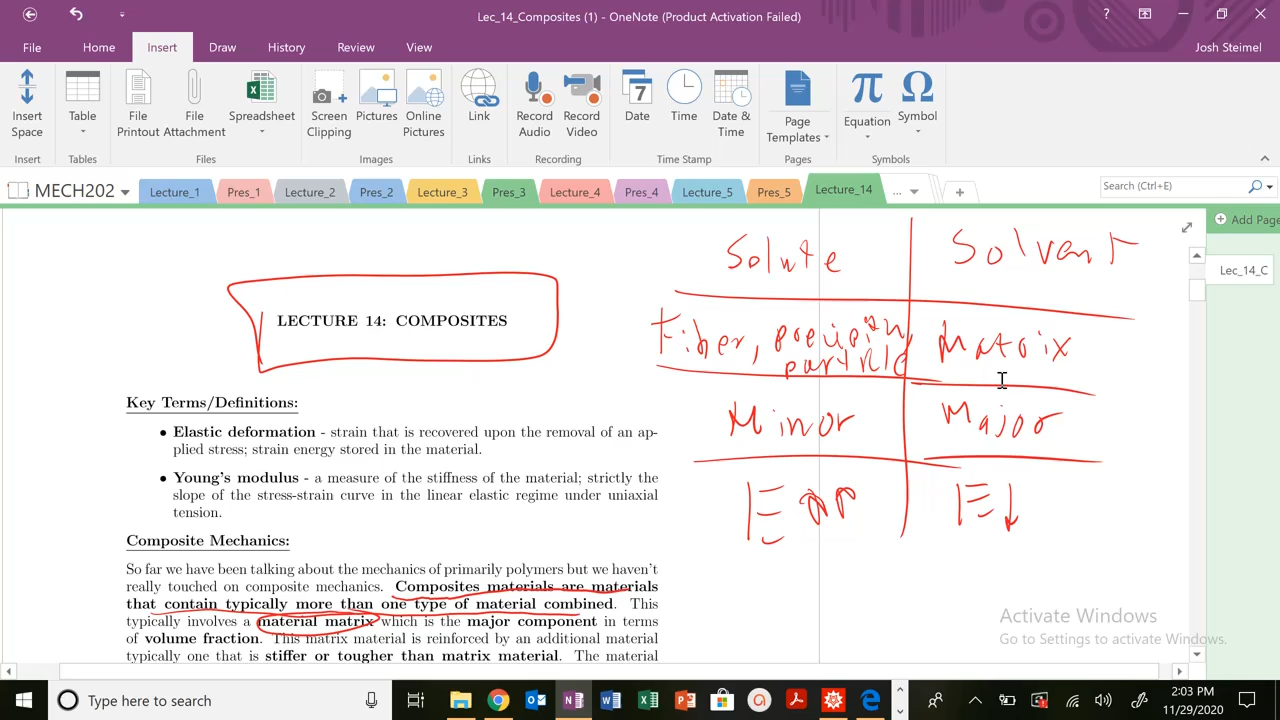 Lec_14_Composites (1) - OneNote (Product Activation Failed)
File Home Insert Draw History Review View Josh Steimel
Insert Space Table File Printout File Attachment Spreadsheet Screen Clipping Pictures Online Pictures Link Record Audio Record Video Date Time Date & Time Page Templates Equation Symbol
Insert Tables Files Images Links Recording Time Stamp Pages Symbols
MECH202 Lecture_1 Pres_1 Lecture_2 Pres_2 Lecture_3 Pres_3 Lecture_4 Pres_4 Lecture_5 Pres_5 Lecture_14 ... Search (Ctrl+E)
Add Page
Lec_14_C
Solute Solvent
LECTURE 14: COMPOSITES
Fiber, particle Matrix
Minor Major
E↑↑ E↓
Key Terms/Definitions:
• Elastic deformation - strain that is recovered upon the removal of an ap-
plied stress; strain energy stored in the material.
• Young's modulus - a measure of the stiffness of the material; strictly the
slope of the stress-strain curve in the linear elastic regime under uniaxial
tension.
Composite Mechanics:
So far we have been talking about the mechanics of primarily polymers but we haven't
really touched on composite mechanics. Composites materials are materials
that contain typically more than one type of material combined. This
typically involves a material matrix which is the major component in terms
of volume fraction. This matrix material is reinforced by an additional material
typically one that is stiffer or tougher than matrix material. The material
Activate Windows
Go to Settings to activate Windows.
Type here to search
2:03 PM
11/29/2020